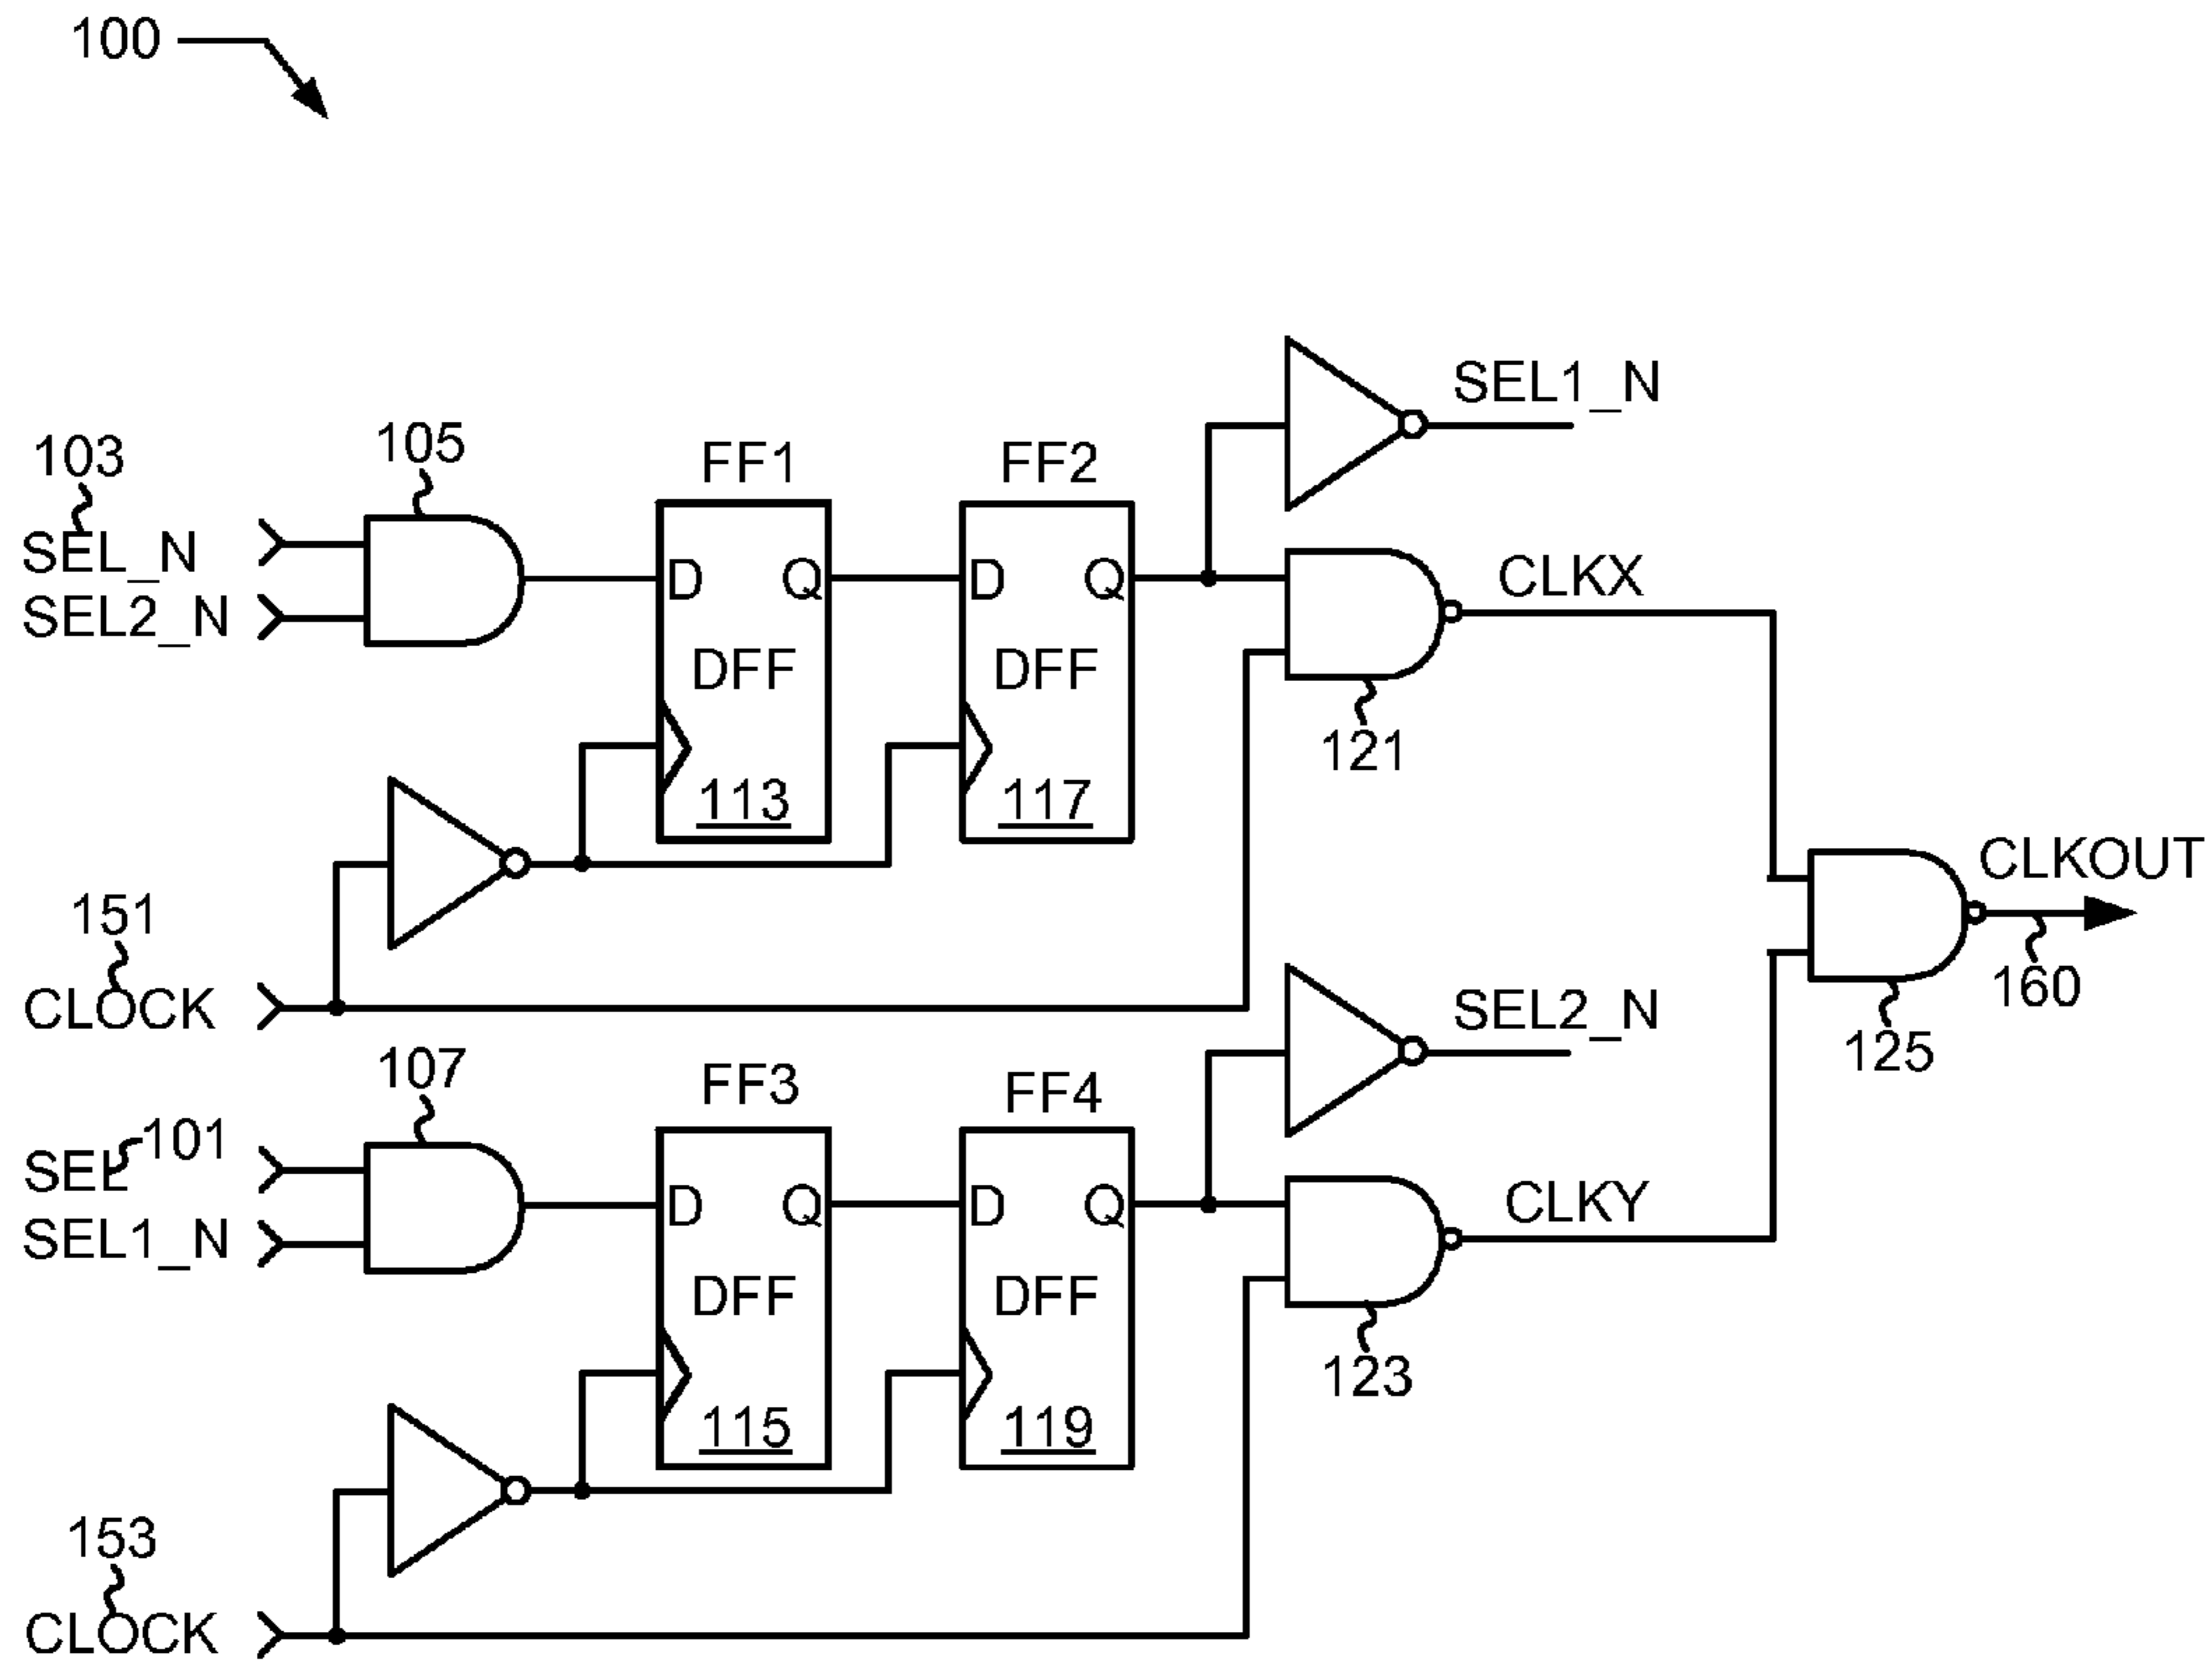 100
SEL1_N
103
105
FF1
FF2
SEL_N
SEL2_N
D
Q
D
Q
CLKX
DFF
DFF
113
117
121
151
CLOCK
CLKOUT
160
125
SEL2_N
107
FF3
FF4
SEL
101
SEL1_N
D
Q
D
Q
CLKY
DFF
DFF
115
119
123
153
CLOCK